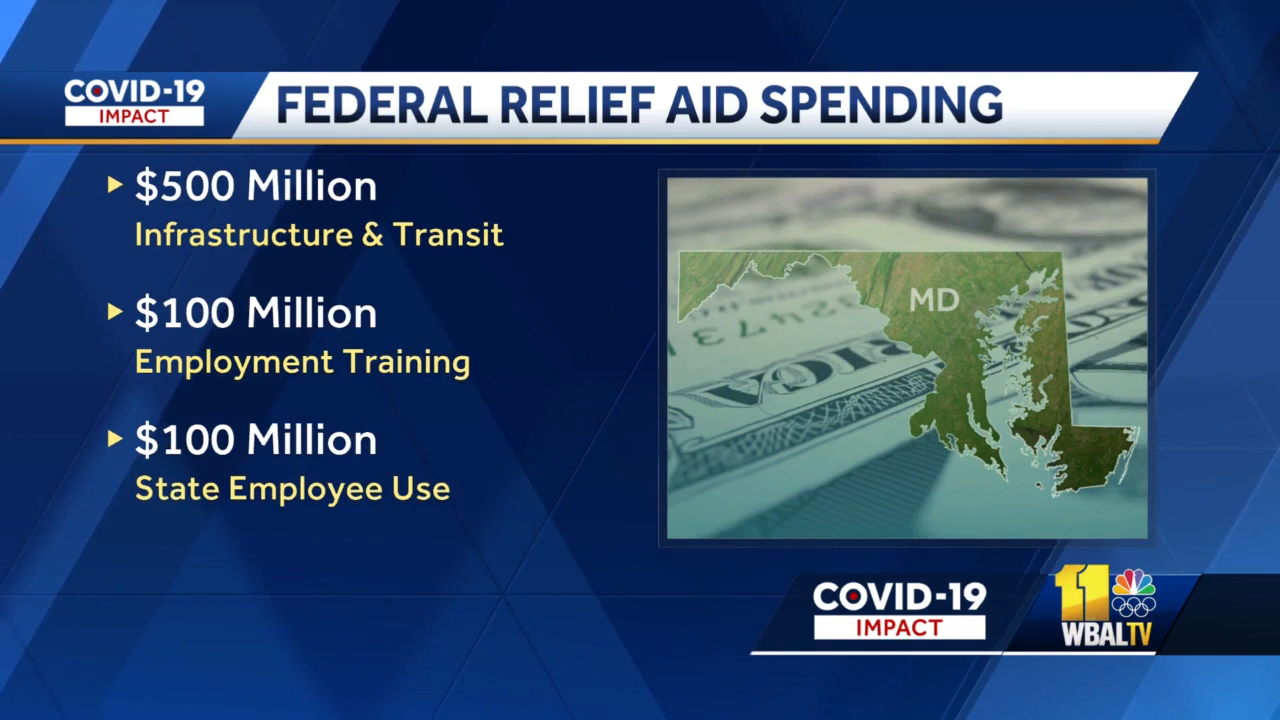 COVID-19
IMPACT
FEDERAL RELIEF AID SPENDING
$500 Million
Infrastructure & Transit
$100 Million
Employment Training
$100 Million
State Employee Use
MD
COVID-19
IMPACT
11
WBALTV